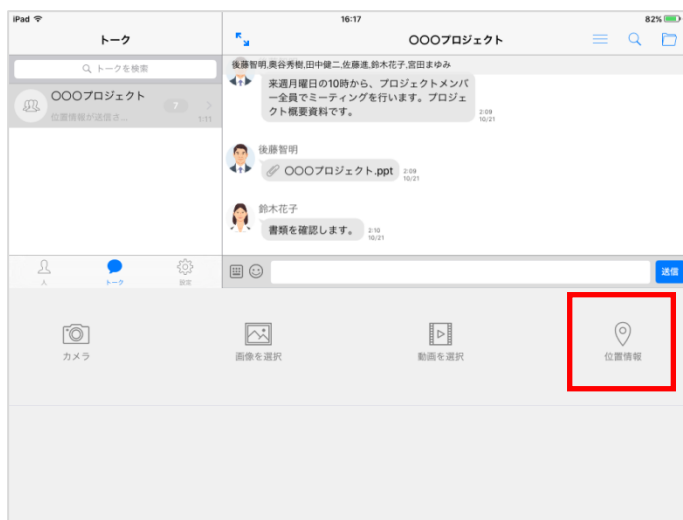 iPad 16:17 82%
トーク
〇〇〇プロジェクト
トークを検索
〇〇〇プロジェクト 7
位置情報が送信さ... 1:11
後藤智明,奥谷秀樹,田中健二,佐藤進,鈴木花子,宮田まゆみ
来週月曜日の10時から、プロジェクトメンバ
ー全員でミーティングを行います。プロジェ
クト概要資料です。
2:09
10/21
後藤智明
〇〇〇プロジェクト.ppt
2:09
10/21
鈴木花子
書類を確認します。
2:10
10/21
人 トーク 設定
送信
カメラ 画像を選択 動画を選択 位置情報